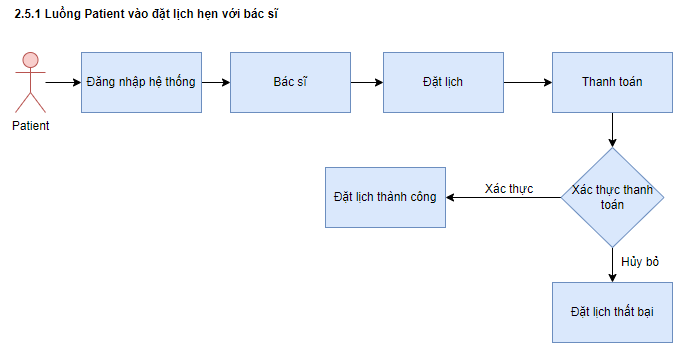 2.5.1 Luồng Patient vào đặt lịch hẹn với bác sĩ
Đăng nhập hệ thống
Bác sĩ
Đặt lịch
Thanh toán
Patient
Đặt lịch thành công
Xác thực
Xác thực thanh
toán
Hủy bỏ
Đặt lịch thất bại